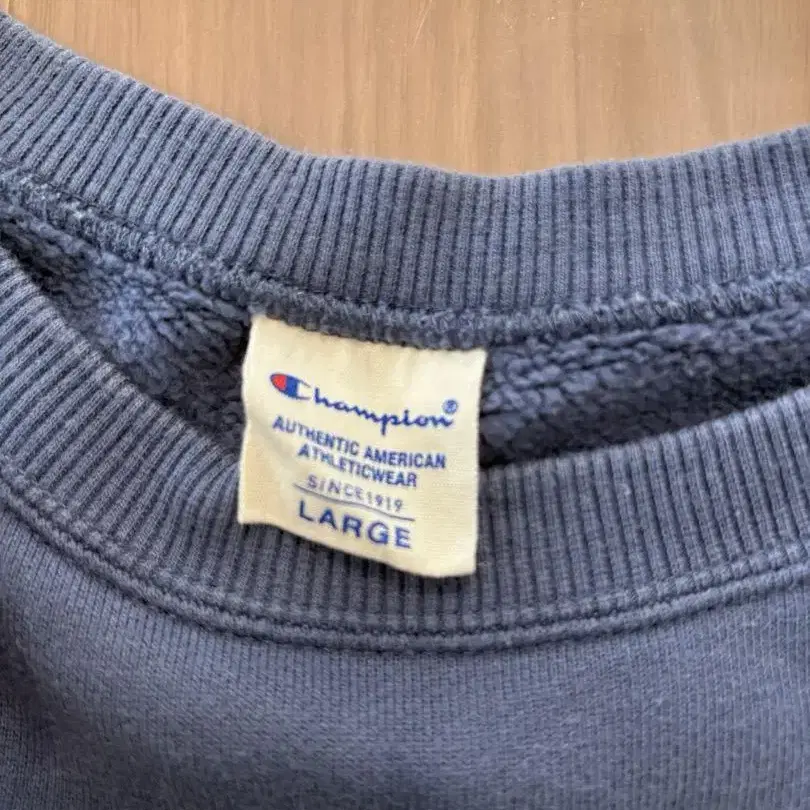 Champion®
AUTHENTIC AMERICAN
ATHLETICWEAR
SINCE 1919
LARGE